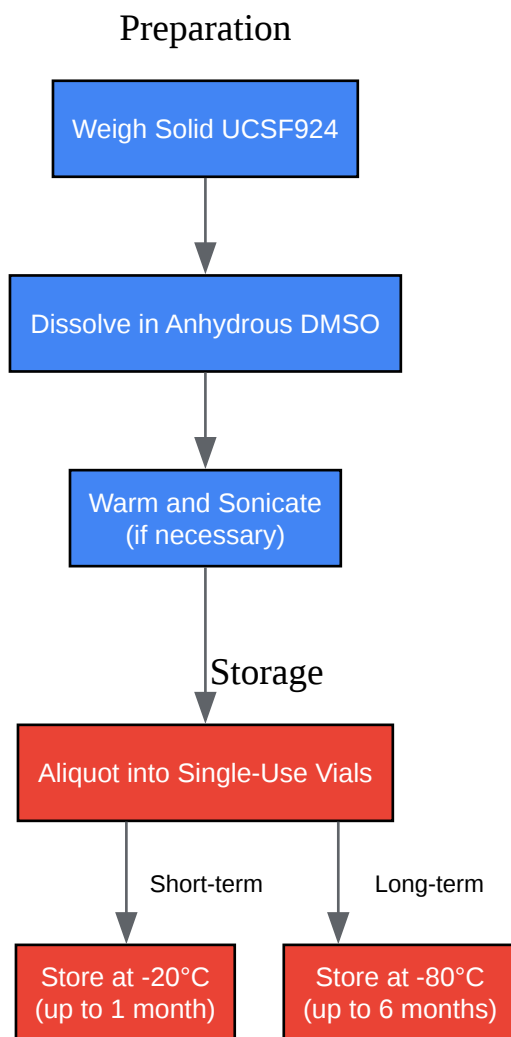 Preparation
Weigh Solid UCSF924
Dissolve in Anhydrous DMSO
Warm and Sonicate
(if necessary)
Storage
Aliquot into Single-Use Vials
Short-term
Long-term
Store at -20°C
(up to 1 month)
Store at -80°C
(up to 6 months)